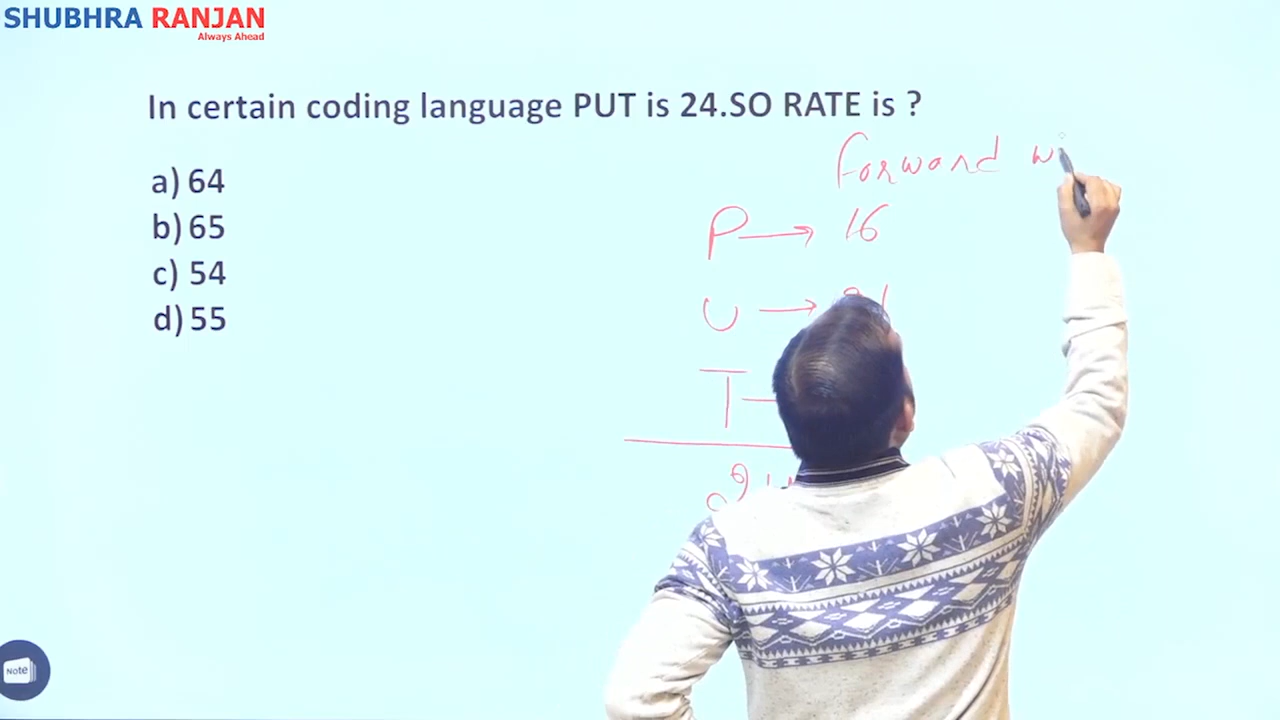 SHUBHRA RANJAN
Always Ahead
In certain coding language PUT is 24.SO RATE is ?
a) 64
b) 65
c) 54
d) 55
forward
P → 16
U →
T
Note